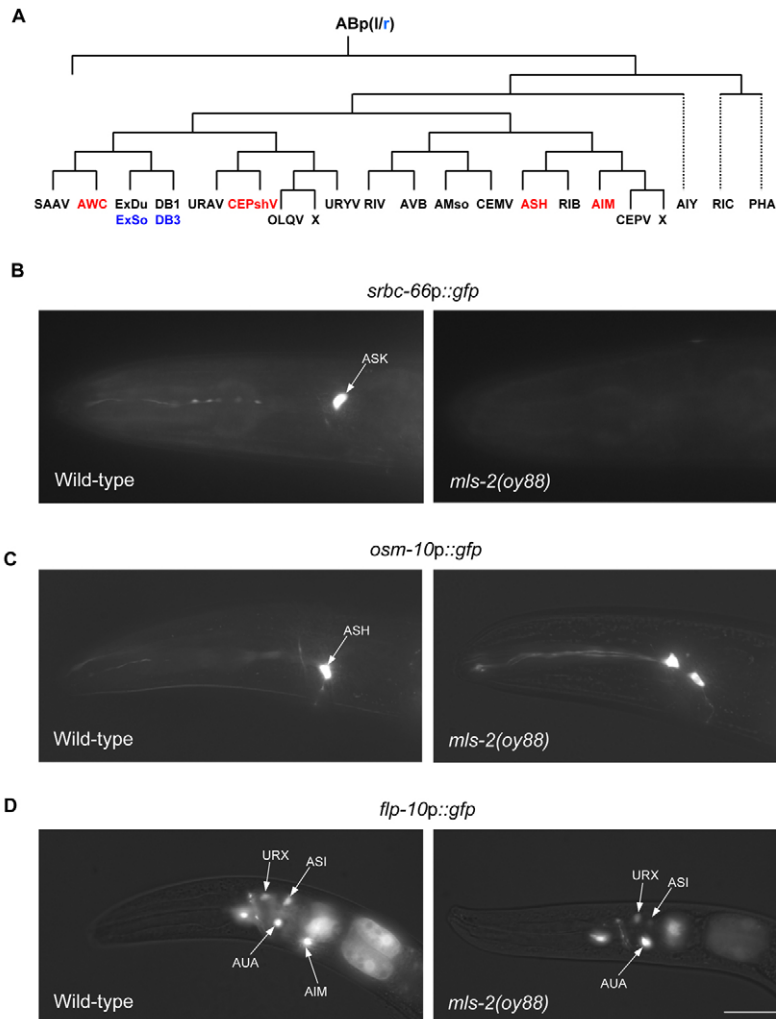 A
ABp(l/r)
SAAV AWC ExDu DB1 URAV CEPshV URYV RIV AVB AMso CEMV ASH RIB AIM AIY RIC PHA
ExSo DB3 OLQV X CEPV X
B
srbc-66p::gfp
ASK
Wild-type mls-2(oy88)
C
osm-10p::gfp
ASH
Wild-type mls-2(oy88)
D
flp-10p::gfp
URX ASI URX ASI
AUA AIM AUA
Wild-type mls-2(oy88)